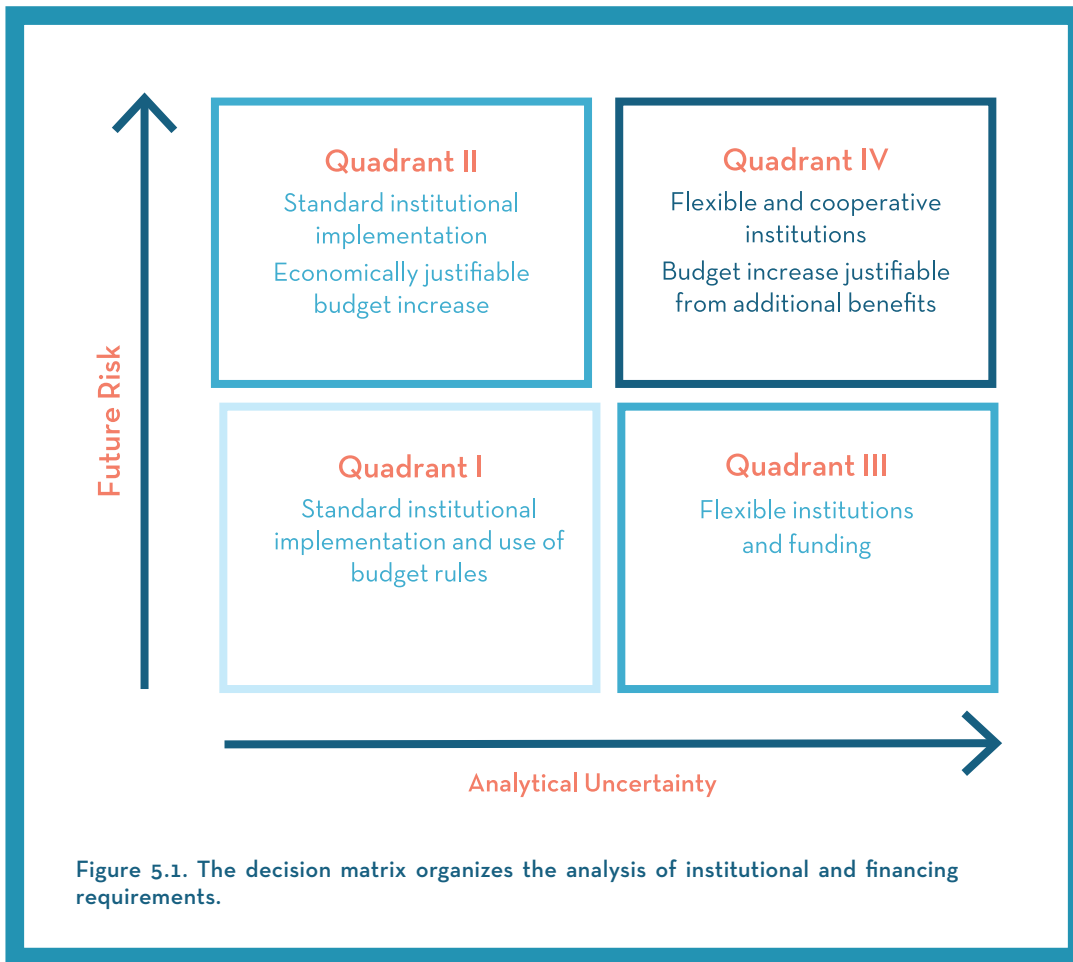 Future Risk
Quadrant II
Standard institutional
implementation
Economically justifiable
budget increase
Quadrant IV
Flexible and cooperative
institutions
Budget increase justifiable
from additional benefits
Quadrant I
Standard institutional
implementation and use of
budget rules
Quadrant III
Flexible institutions
and funding
Analytical Uncertainty
Figure 5.1. The decision matrix organizes the analysis of institutional and financing
requirements.